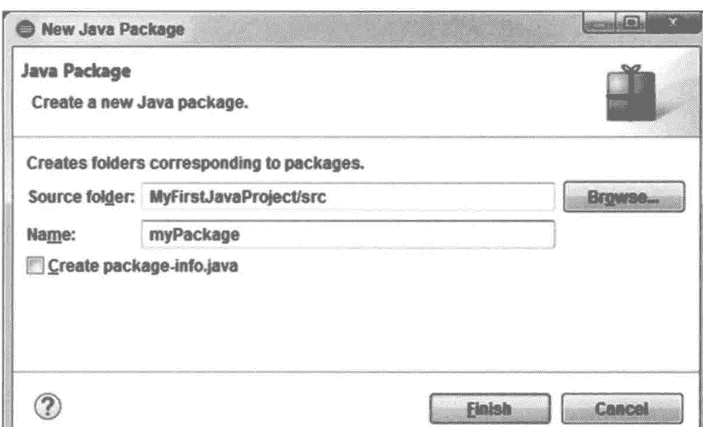 New Java Package
Java Package
Create a new Java package.
Creates folders corresponding to packages.
Source folder: MyFirstJavaProject/src Browse...
Name: myPackage
Create package-info.java
Finish Cancel